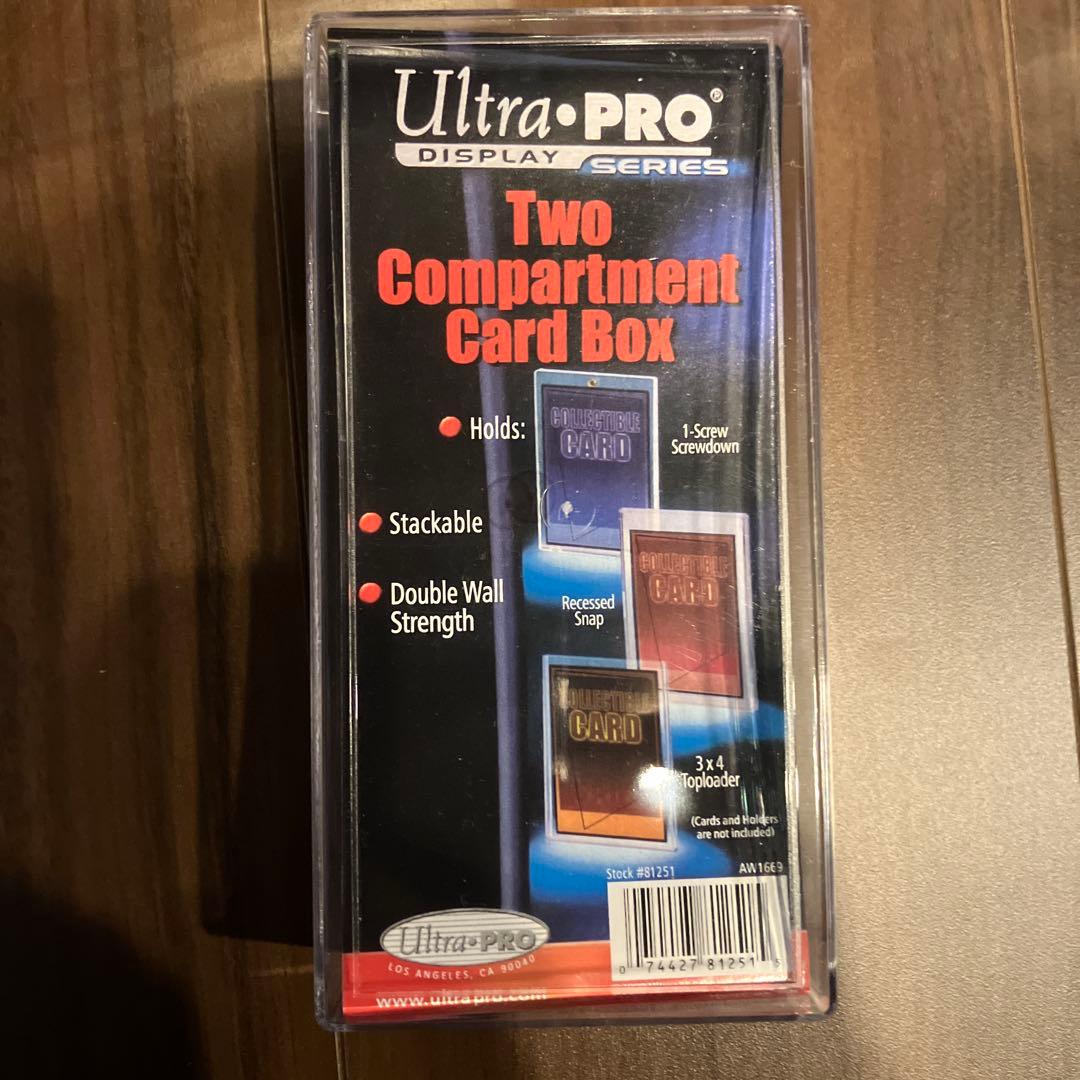 Ultra•PRO®
DISPLAY SERIES
Two
Compartment
Card Box
Holds:
COLLECTIBLE
CARD
1-Screw
Screwdown
Stackable
COLLECTIBLE
CARD
Double Wall
Strength
Recessed
Snap
COLLECTIBLE
CARD
3 x 4
Toploader
(Cards and Holders
are not included)
Stock #81251
AW1669
Ultra•PRO
LOS ANGELES, CA 90040
www.ultrapro.com
0 74427 81251 5